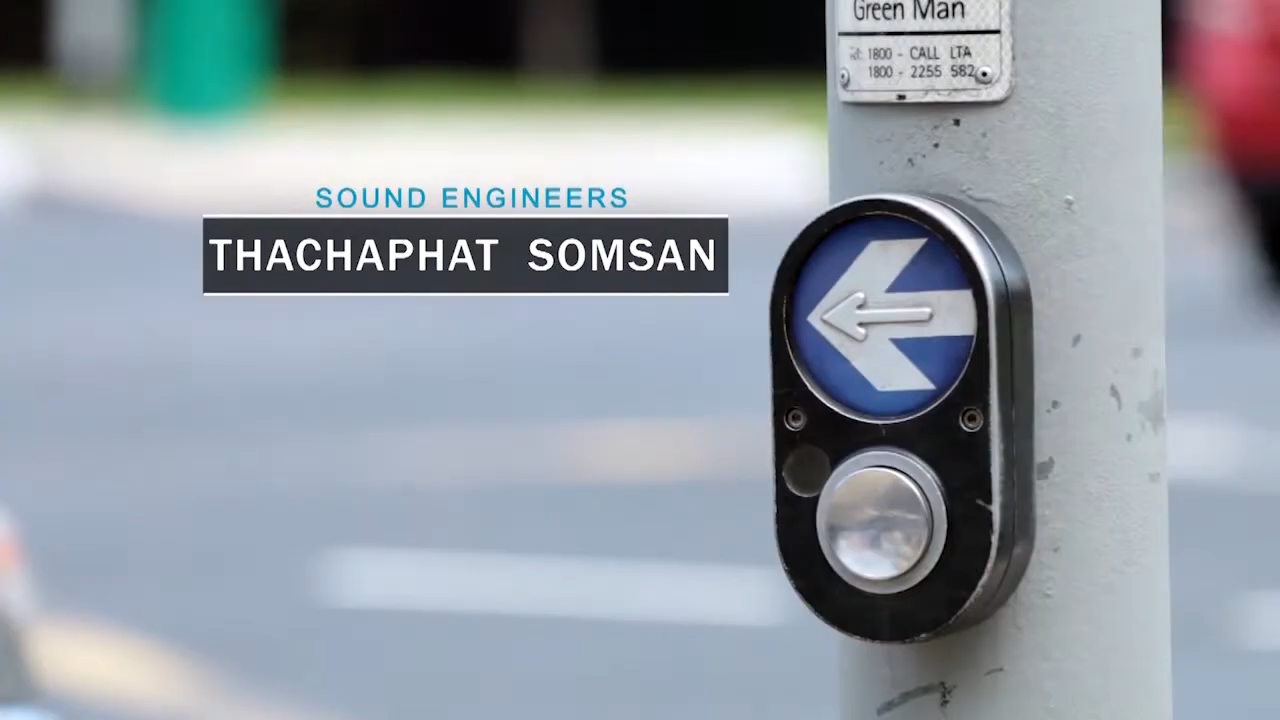 Green Man
1800 - CALL LTA
1800 - 2255 582
SOUND ENGINEERS
THACHAPHAT SOMSAN